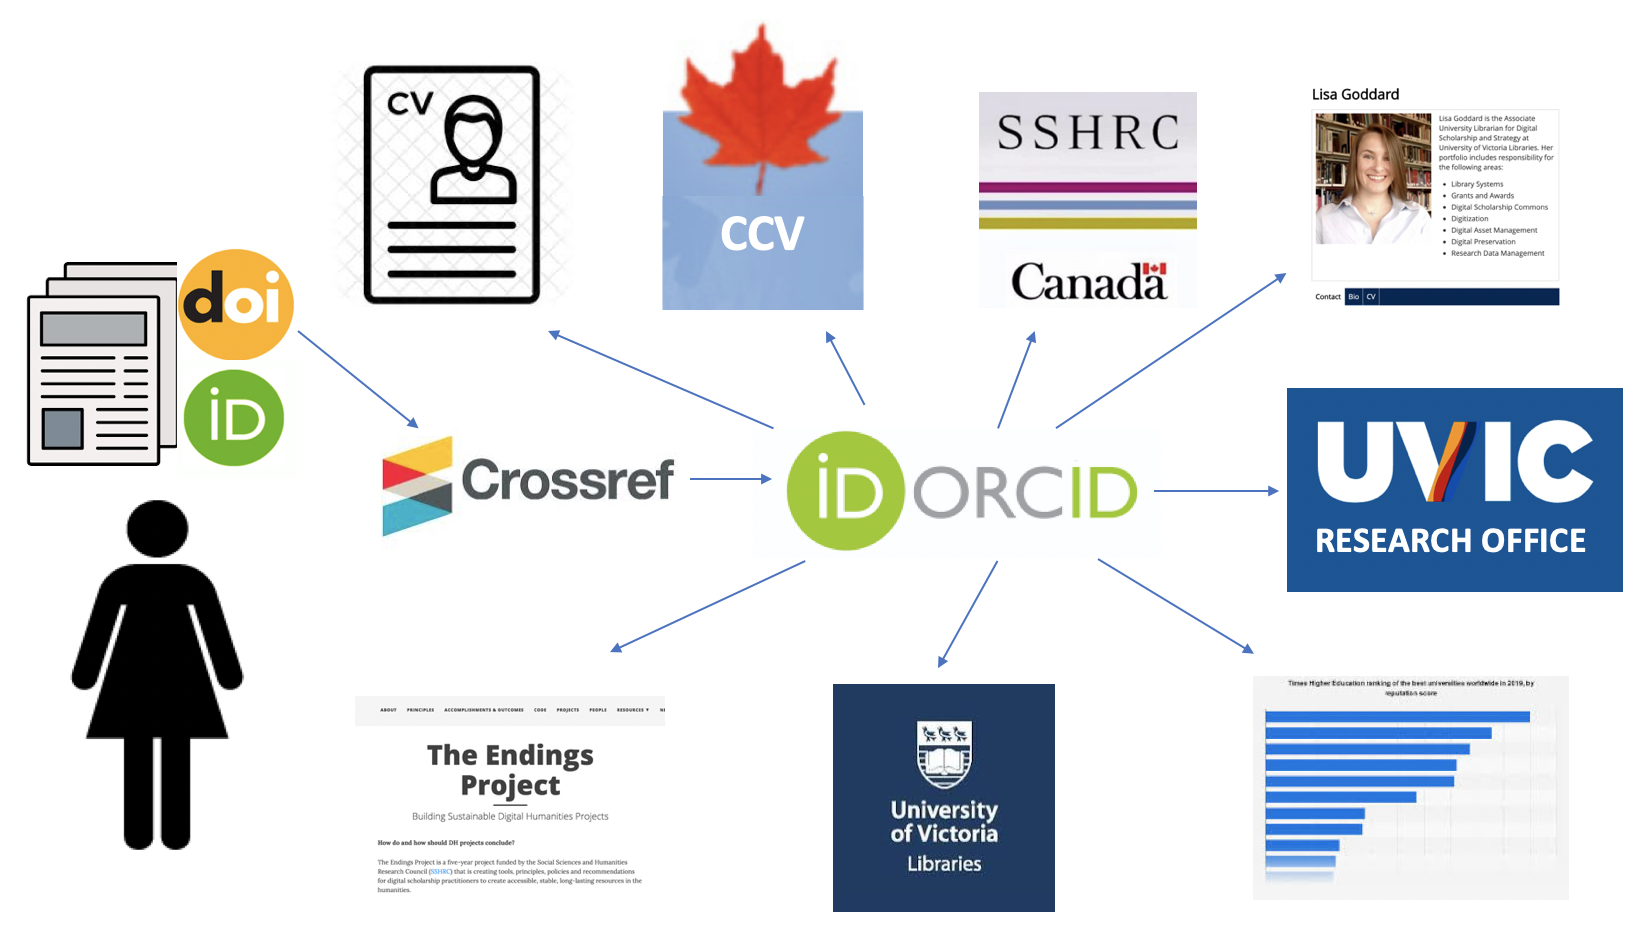 CV
CCV
SSHRC
Canada
Lisa Goddard
Lisa Goddard is the Associate
University Librarian for Digital
Scholarship and Strategy at
University of Victoria Libraries. Her
portfolio includes responsibility for
the following areas:
• Library Systems
• Grants and Awards
• Digital Scholarship Commons
• Digitization
• Digital Asset Management
• Digital Preservation
• Research Data Management
Contact Bio CV
doi
iD
Crossref
iD ORCID
UVIC
RESEARCH OFFICE
ABOUT PRINCIPLES ACCOMPLISHMENTS & OUTCOMES CODE PROJECTS PEOPLE RESOURCES ▼
The Endings
Project
Building Sustainable Digital Humanities Projects
How do and how should DH projects conclude?
The Endings Project is a five-year project funded by the Social Sciences and Humanities
Research Council (SSHRC) that is creating tools, principles, policies and recommendations
for digital scholarship practitioners to create accessible, stable, long-lasting resources in the
humanities.
University
of Victoria
Libraries
Times Higher Education ranking of the best universities worldwide in 2019, by
reputation score